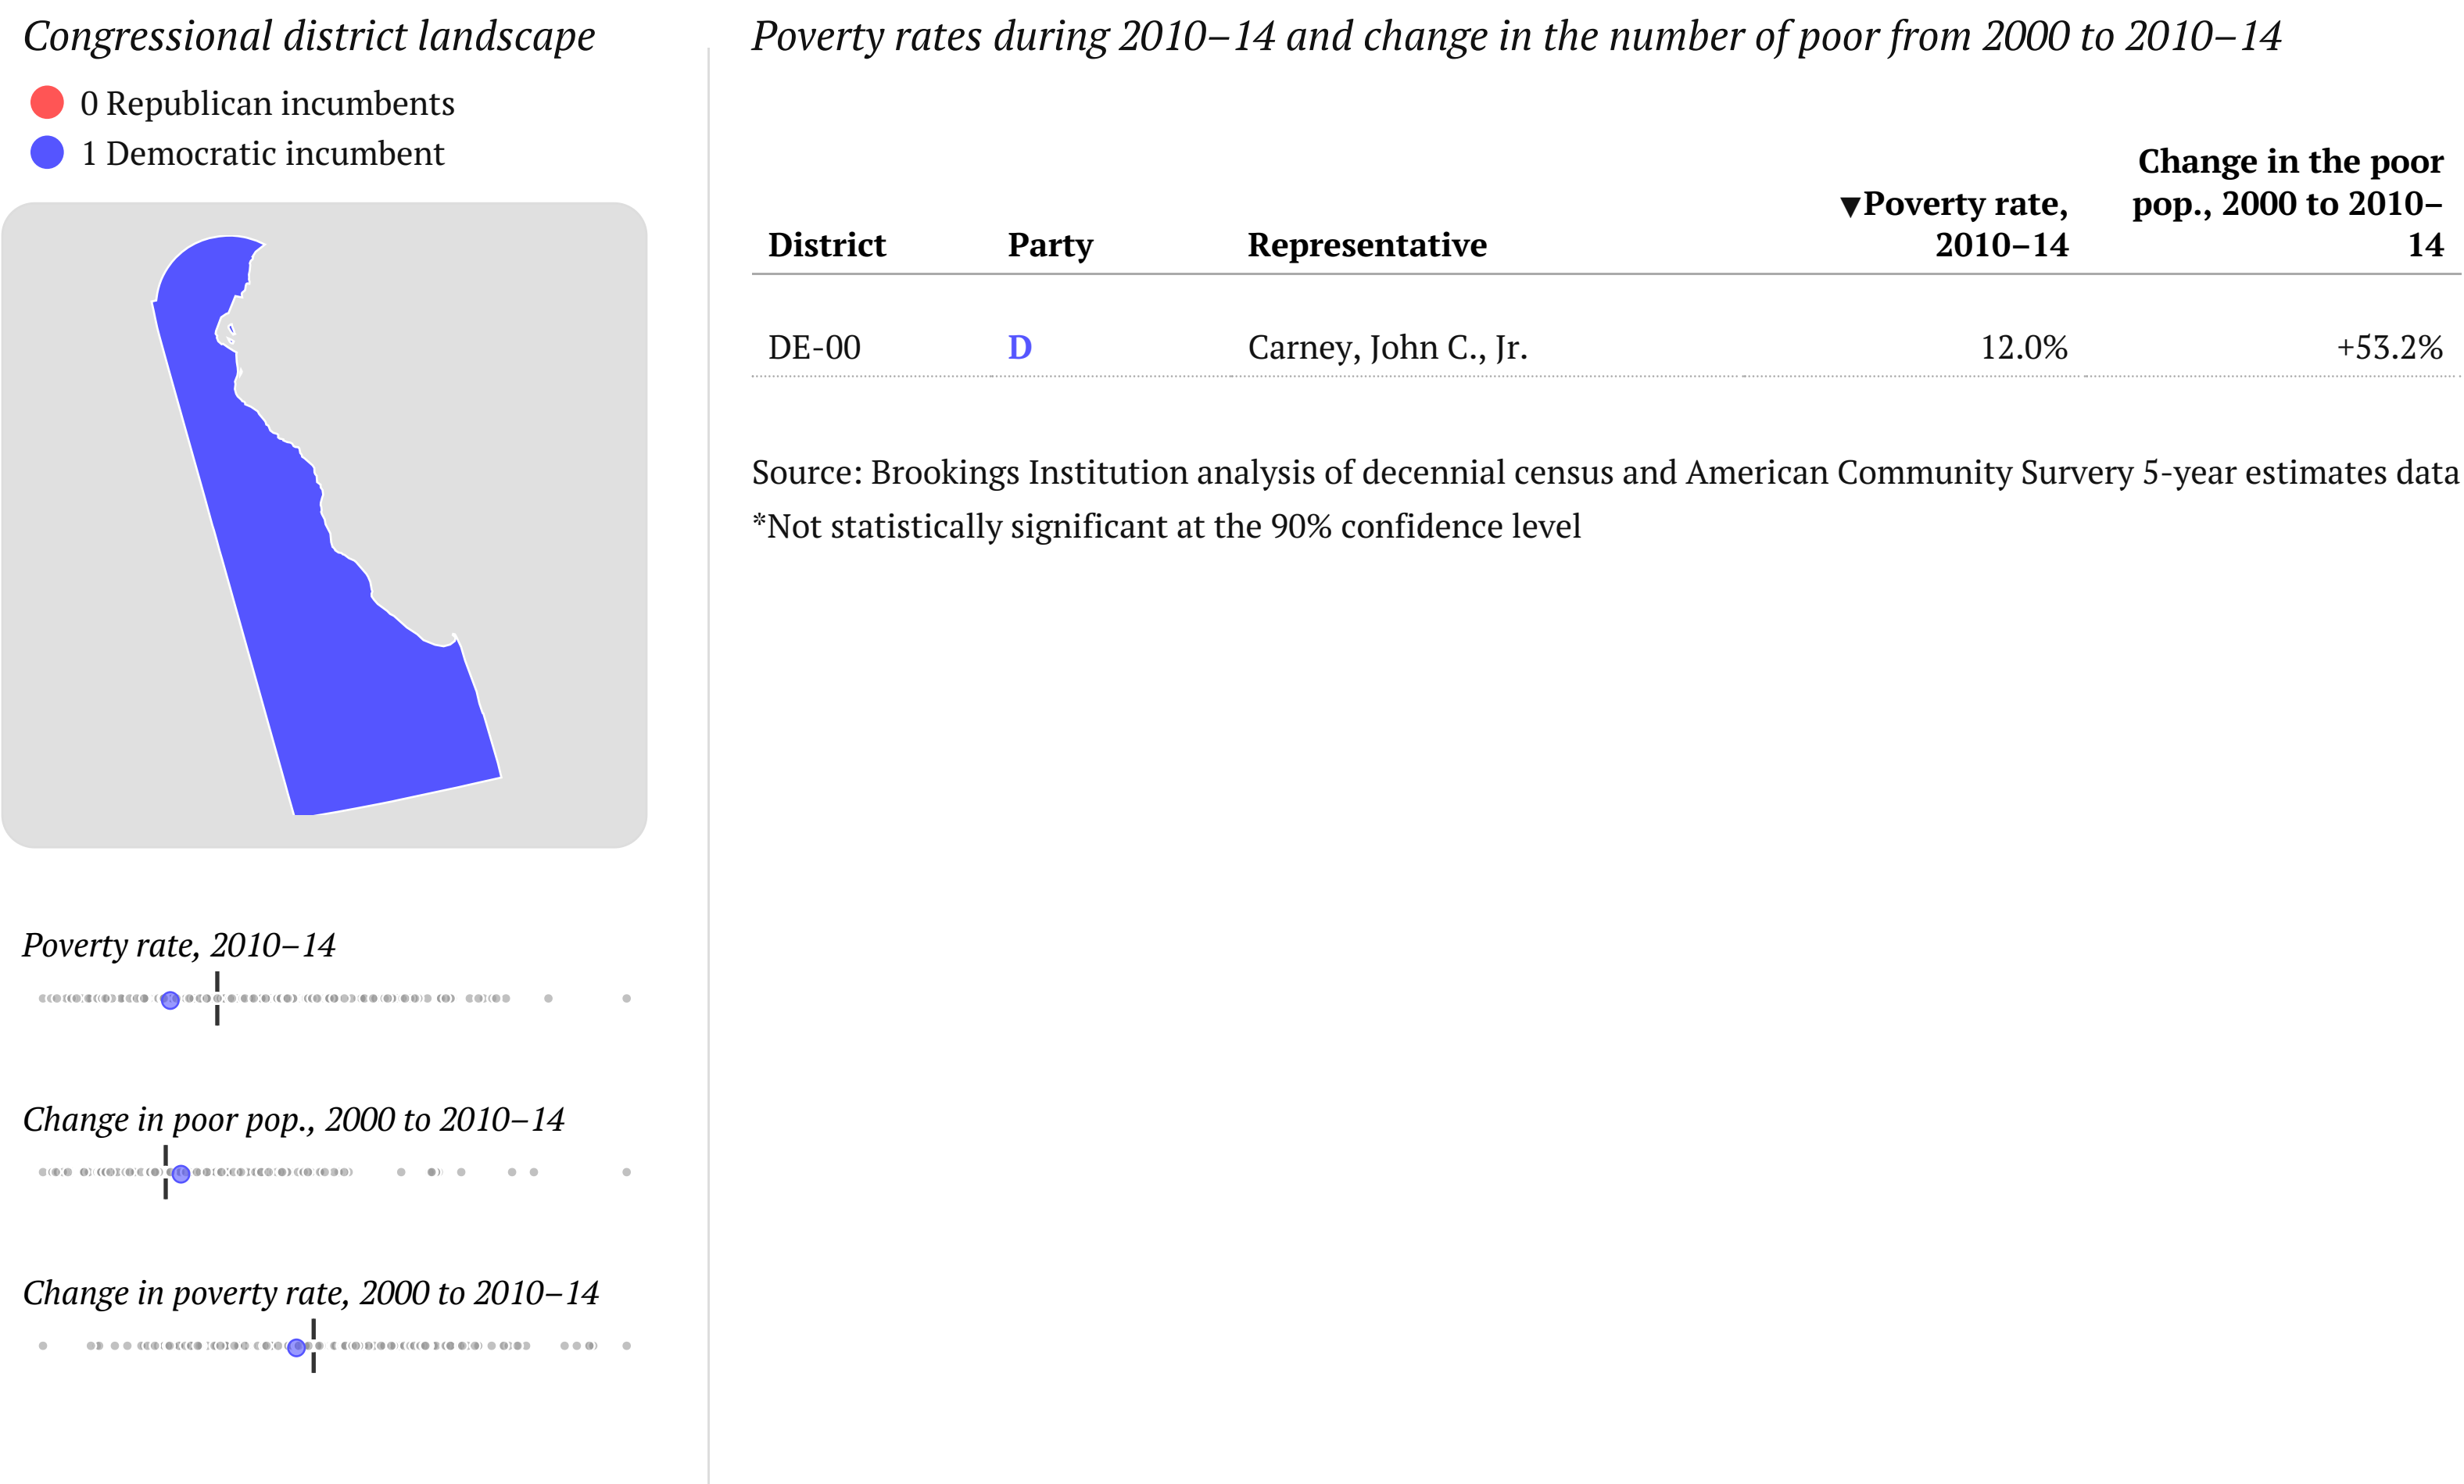 Congressional district landscape
0 Republican incumbents
1 Democratic incumbent
Poverty rate, 2010–14
Change in poor pop., 2000 to 2010–14
Change in poverty rate, 2000 to 2010–14
Poverty rates during 2010–14 and change in the number of poor from 2000 to 2010–14
District
Party
Representative
▼Poverty rate,
2010–14
Change in the poor
pop., 2000 to 2010–
14
DE-00
D
Carney, John C., Jr.
12.0%
+53.2%
Source: Brookings Institution analysis of decennial census and American Community Survery 5-year estimates data
*Not statistically significant at the 90% confidence level